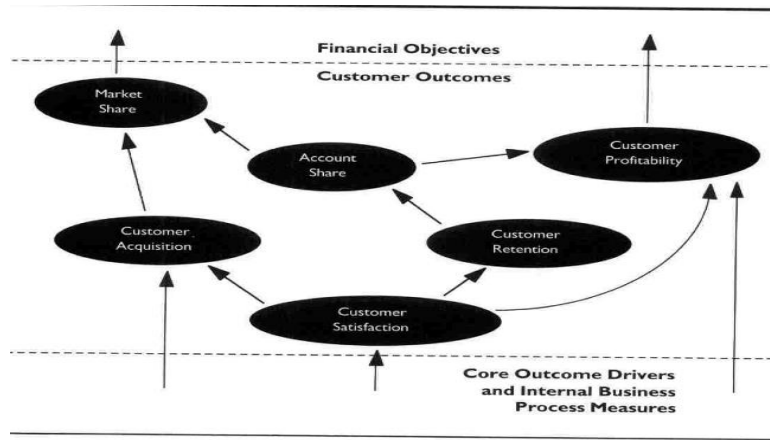 Financial Objectives
Customer Outcomes
Market
Share
Account
Share
Customer
Profitability
Customer
Acquisition
Customer
Retention
Customer
Satisfaction
Core Outcome Drivers
and Internal Business
Process Measures